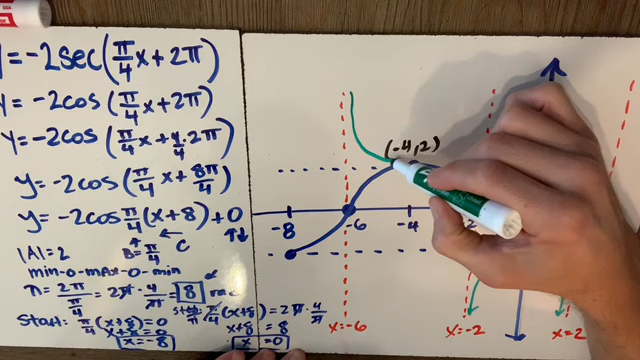 y=-2sec(π/4 x+2π)
y=-2cos(π/4 x+2π)
y=-2cos(π/4 x+4/4·2π)
y=-2cos(π/4 x+8π/4)
y=-2cosπ/4(x+8)+0
|A|=2 B=π/4 C
min-0-max-0-min
=2π/(π/4)=2π·4/π=8
Start: π/4(x+8)=0
x+8=0
x=-8
π/4(x+8)=2π·4/π
x+8=8
x=0
(-4,2)
-8
-6
-4
2
x=-6
x=-2
x=2